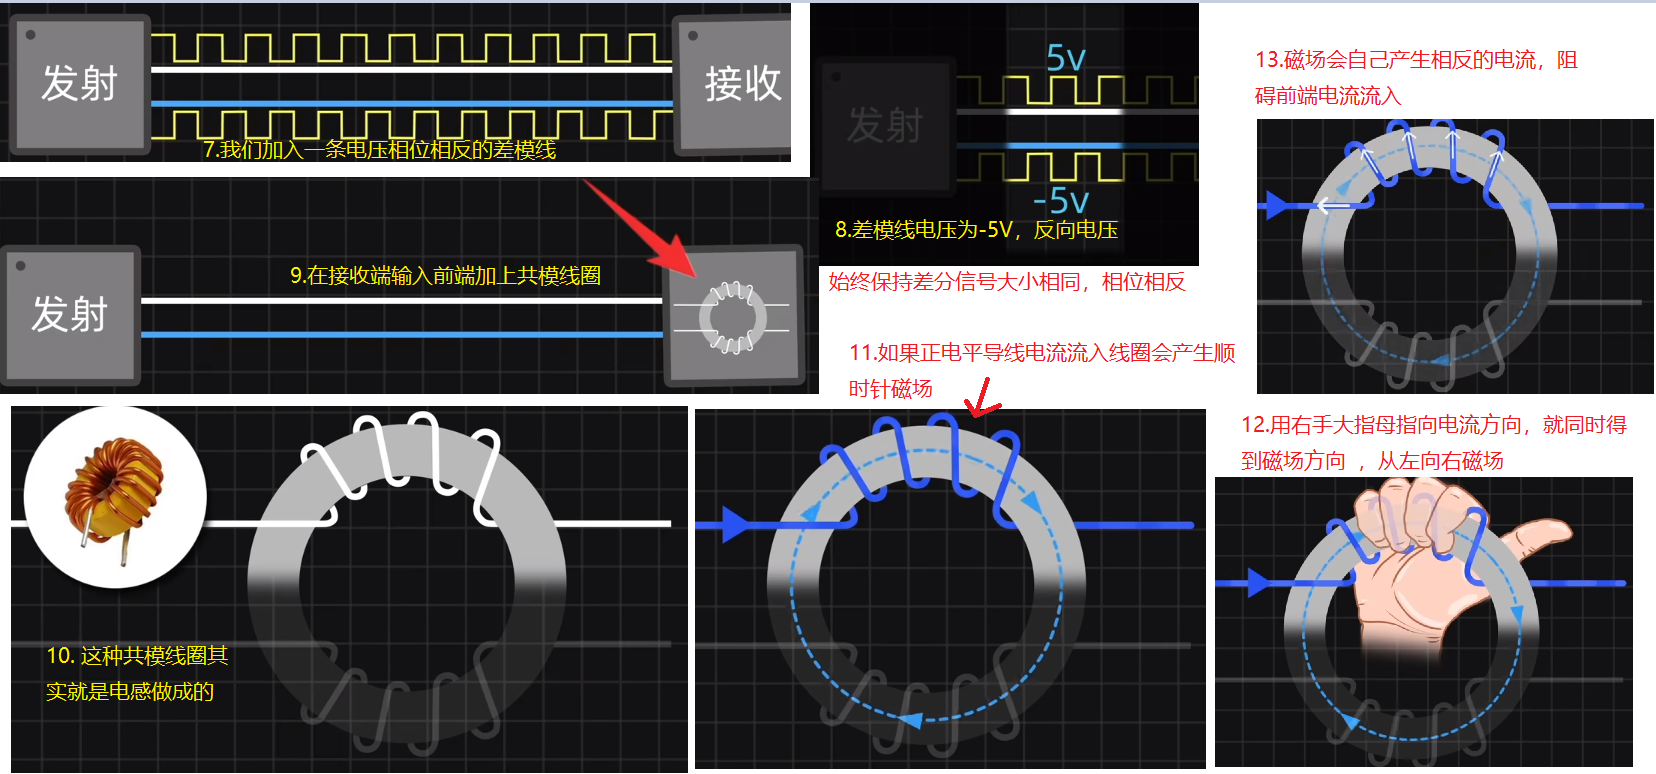 发射
接收
7.我们加入一条电压相位相反的差模线
5v
发射
-5v
8.差模线电压为-5V，反向电压
始终保持差分信号大小相同，相位相反
13.磁场会自己产生相反的电流，阻
碍前端电流流入
发射
9.在接收端输入前端加上共模线圈
11.如果正电平导线电流流入线圈会产生顺
时针磁场
12.用右手大指母指向电流方向，就同时得
到磁场方向 ，从左向右磁场
10. 这种共模线圈其
实就是电感做成的